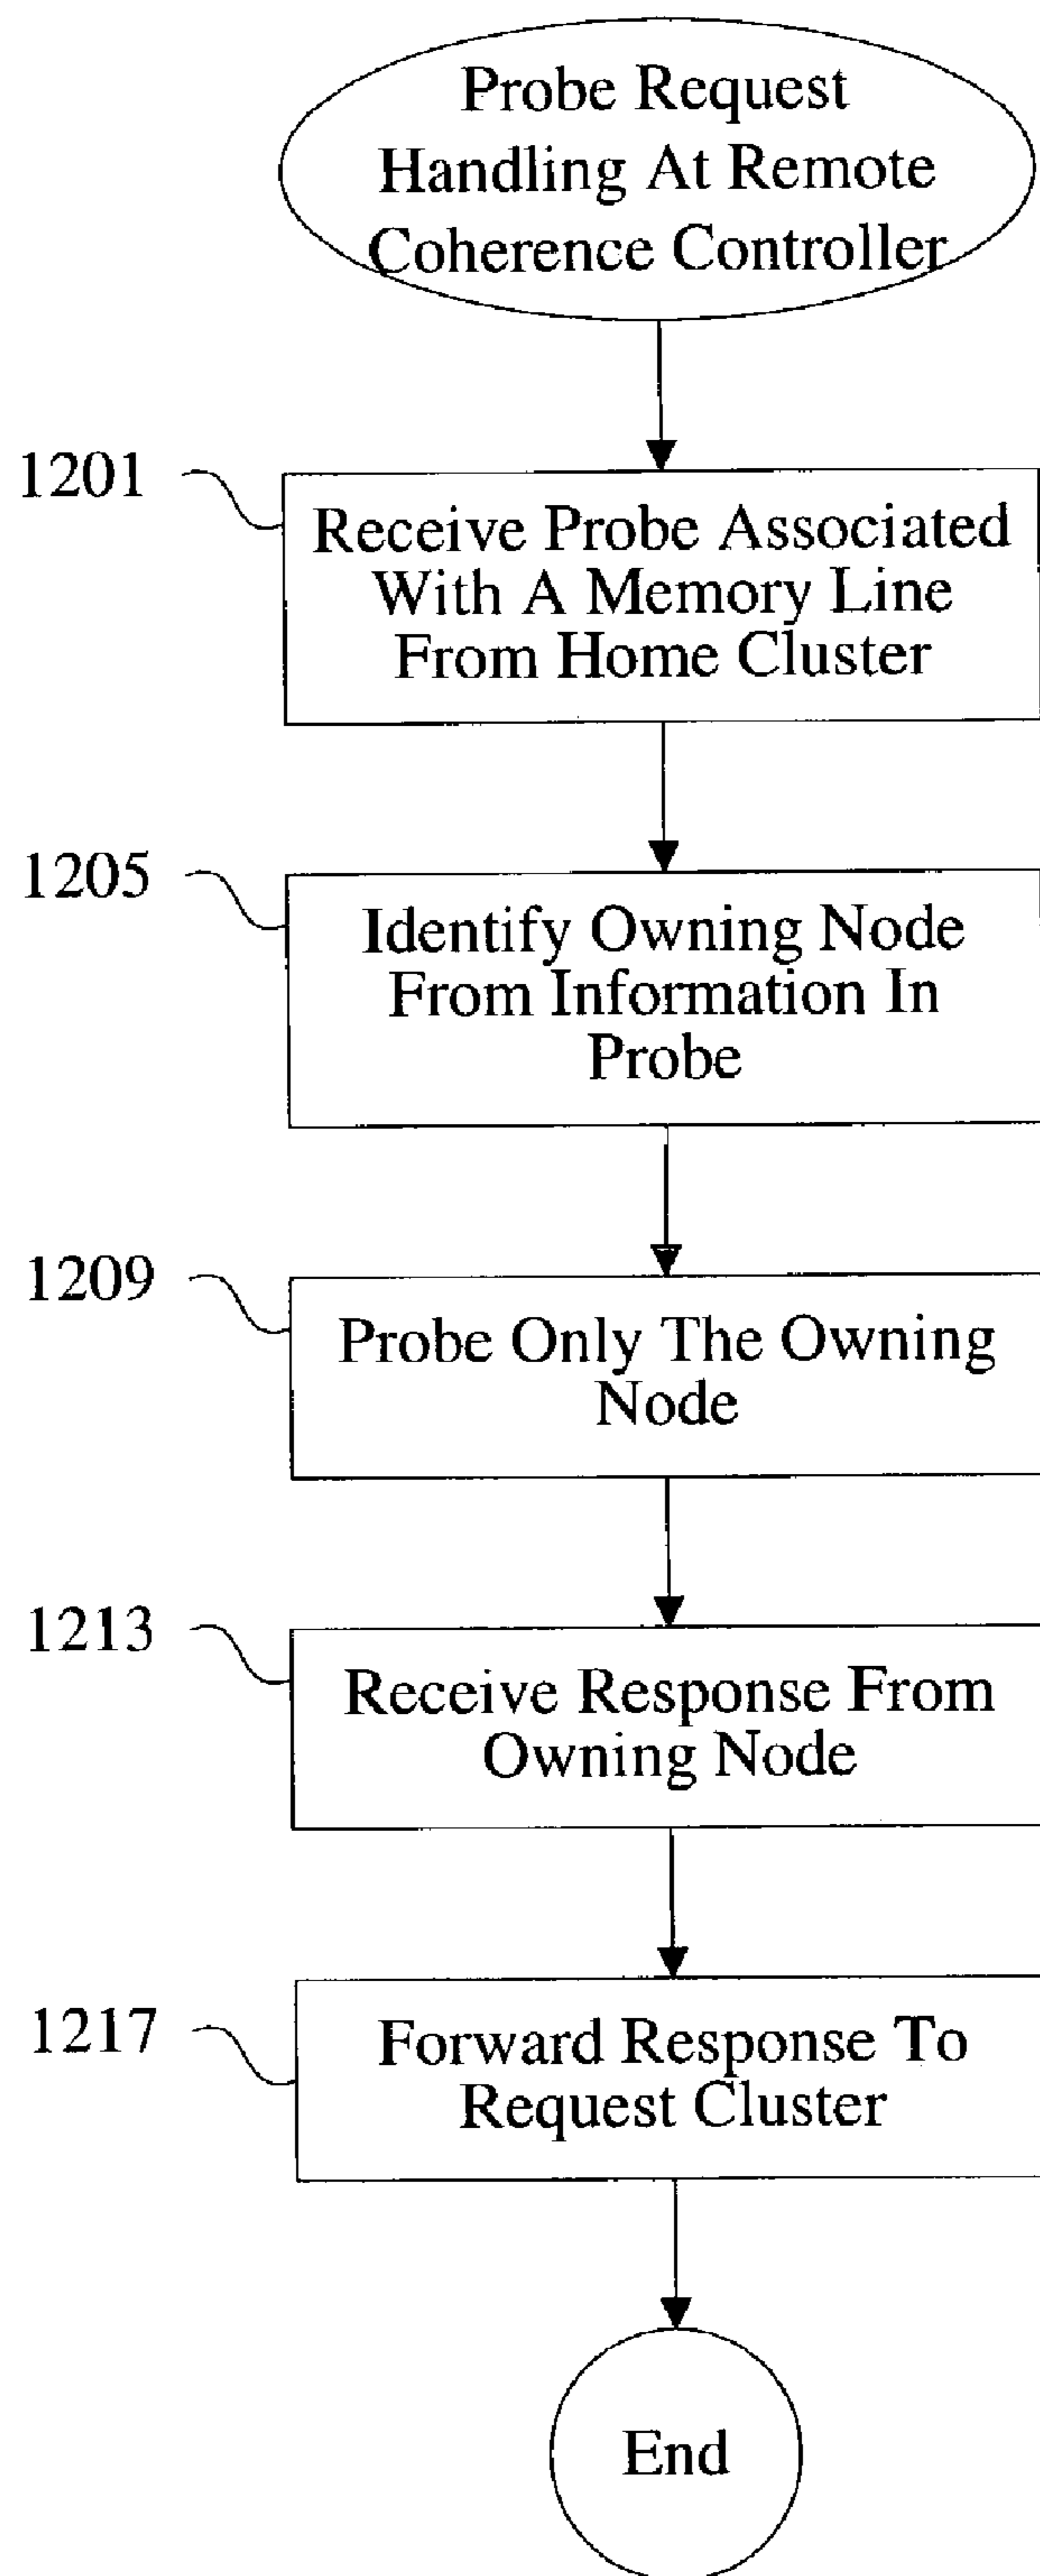 Probe Request
Handling At Remote
Coherence Controller
1201
Receive Probe Associated
With A Memory Line
From Home Cluster
1205
Identify Owning Node
From Information In
Probe
1209
Probe Only The Owning
Node
1213
Receive Response From
Owning Node
1217
Forward Response To
Request Cluster
End